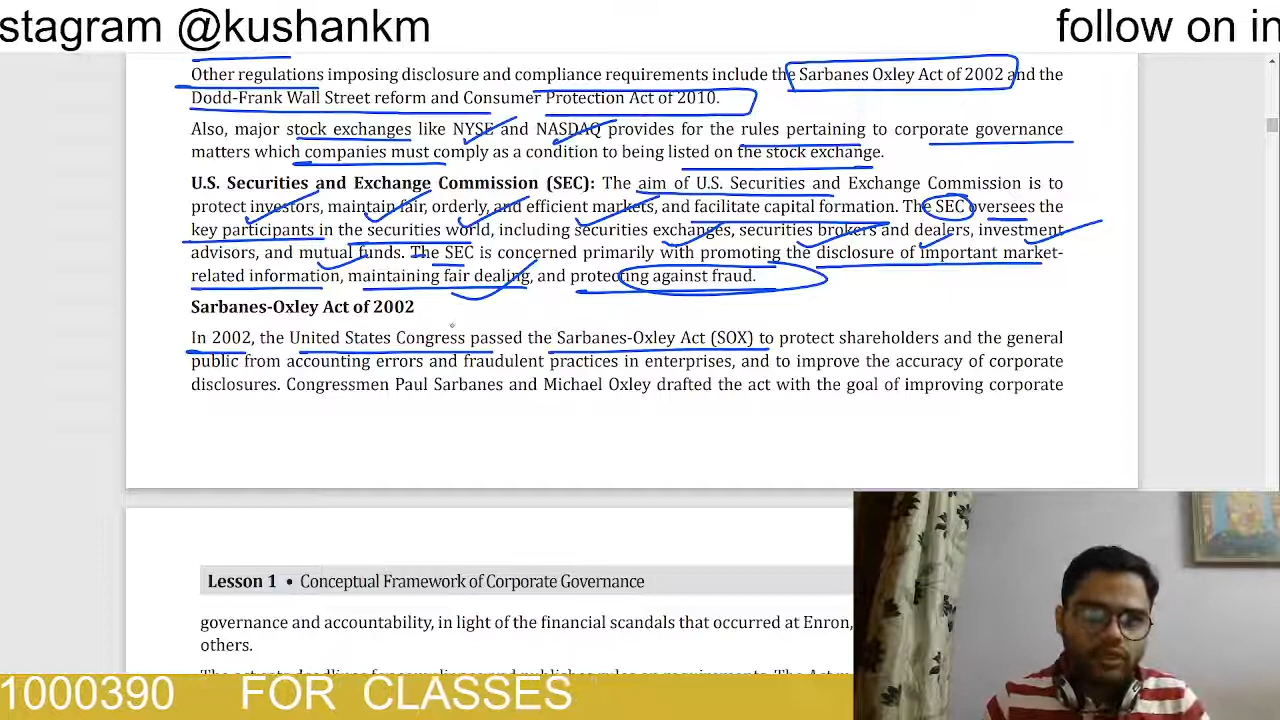 stagram @kushankm
follow on in
Other regulations imposing disclosure and compliance requirements include the Sarbanes Oxley Act of 2002 and the
Dodd-Frank Wall Street reform and Consumer Protection Act of 2010.
Also, major stock exchanges like NYSE and NASDAQ provides for the rules pertaining to corporate governance
matters which companies must comply as a condition to being listed on the stock exchange.
U.S. Securities and Exchange Commission (SEC): The aim of U.S. Securities and Exchange Commission is to
protect investors, maintain fair, orderly, and efficient markets, and facilitate capital formation. The SEC oversees the
key participants in the securities world, including securities exchanges, securities brokers and dealers, investment
advisors, and mutual funds. The SEC is concerned primarily with promoting the disclosure of important market-
related information, maintaining fair dealing, and protecting against fraud.
Sarbanes-Oxley Act of 2002
In 2002, the United States Congress passed the Sarbanes-Oxley Act (SOX) to protect shareholders and the general
public from accounting errors and fraudulent practices in enterprises, and to improve the accuracy of corporate
disclosures. Congressmen Paul Sarbanes and Michael Oxley drafted the act with the goal of improving corporate
Lesson 1 • Conceptual Framework of Corporate Governance
governance and accountability, in light of the financial scandals that occurred at Enron,
others.
1000390 FOR CLASSES